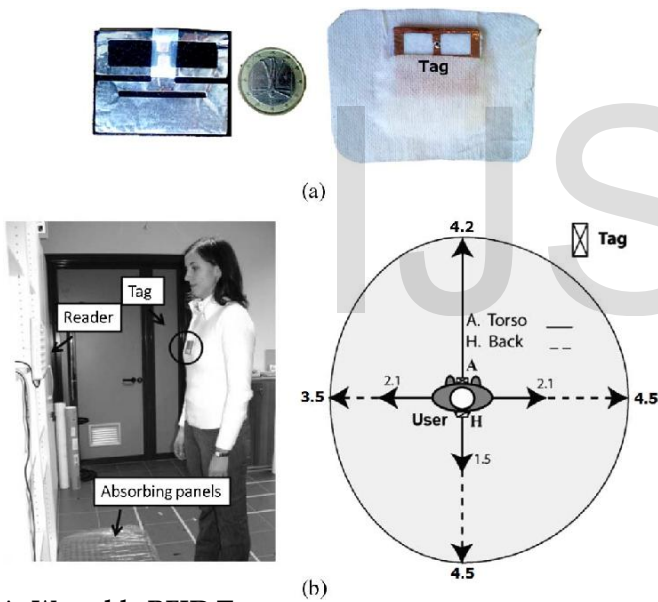 Tag
(a)
IJS
Tag
Reader
Absorbing panels
4.2
Tag
A. Torso
H. Back
A
3.5
2.1
2.1
4.5
User
H
1.5
4.5
(b)